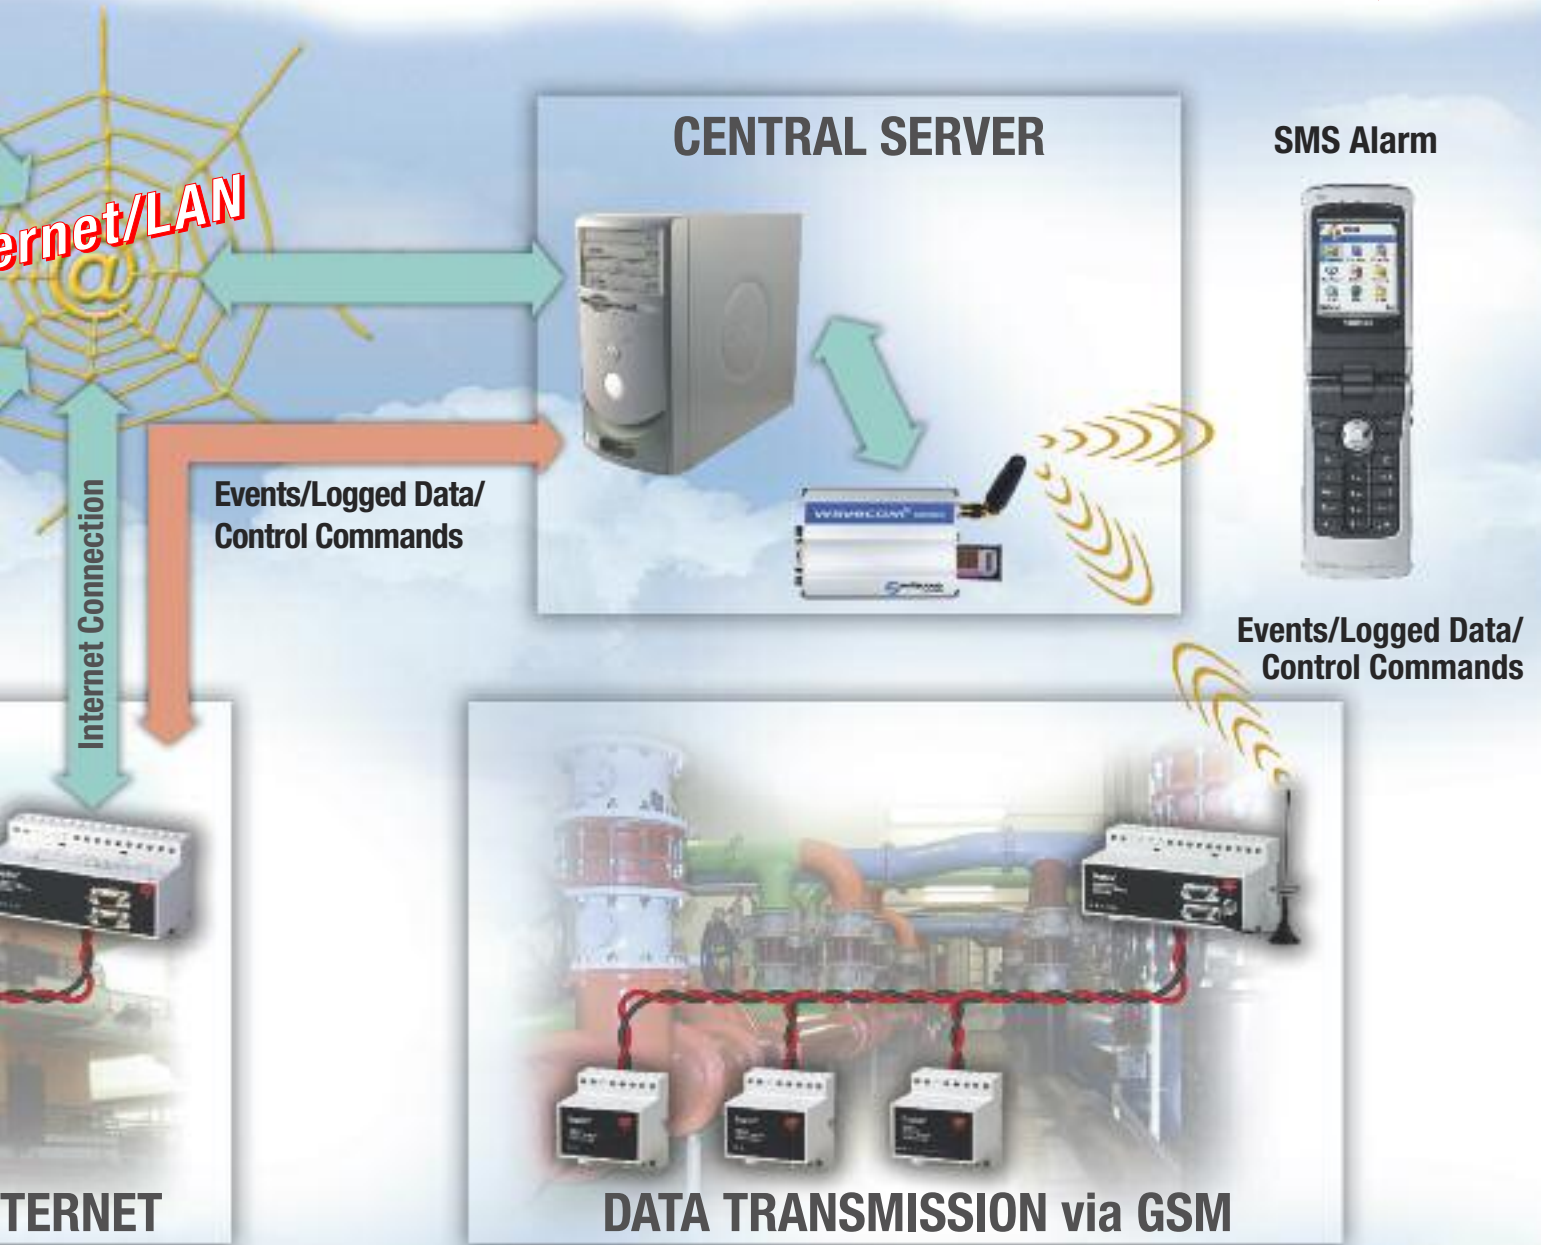 CENTRAL SERVER
SMS Alarm
ernet/LAN
@
Events/Logged Data/
Control Commands
Internet Connection
WAVECOM
Events/Logged Data/
Control Commands
TERNET
DATA TRANSMISSION via GSM